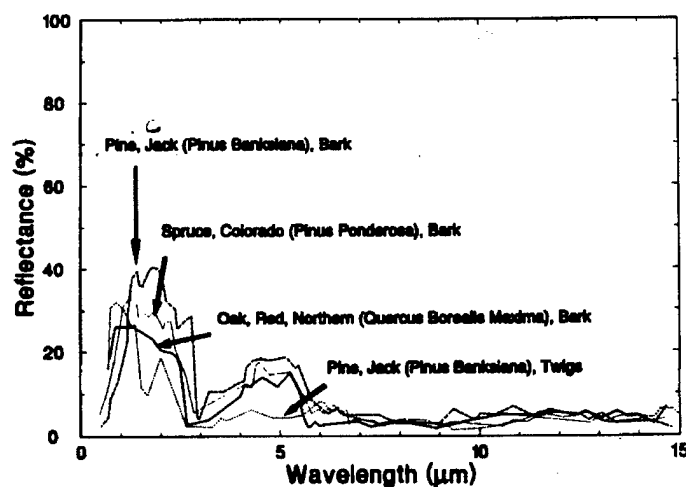 100
80
60
40
20
0
Reflectance (%)
Pine, Jack (Pinus Banksiana), Bark
Spruce, Colorado (Pinus Ponderosa), Bark
Oak, Red, Northern (Quercus Borealis Maxima), Bark
Pine, Jack (Pinus Banksiana), Twigs
0 5 10 15
Wavelength (μm)